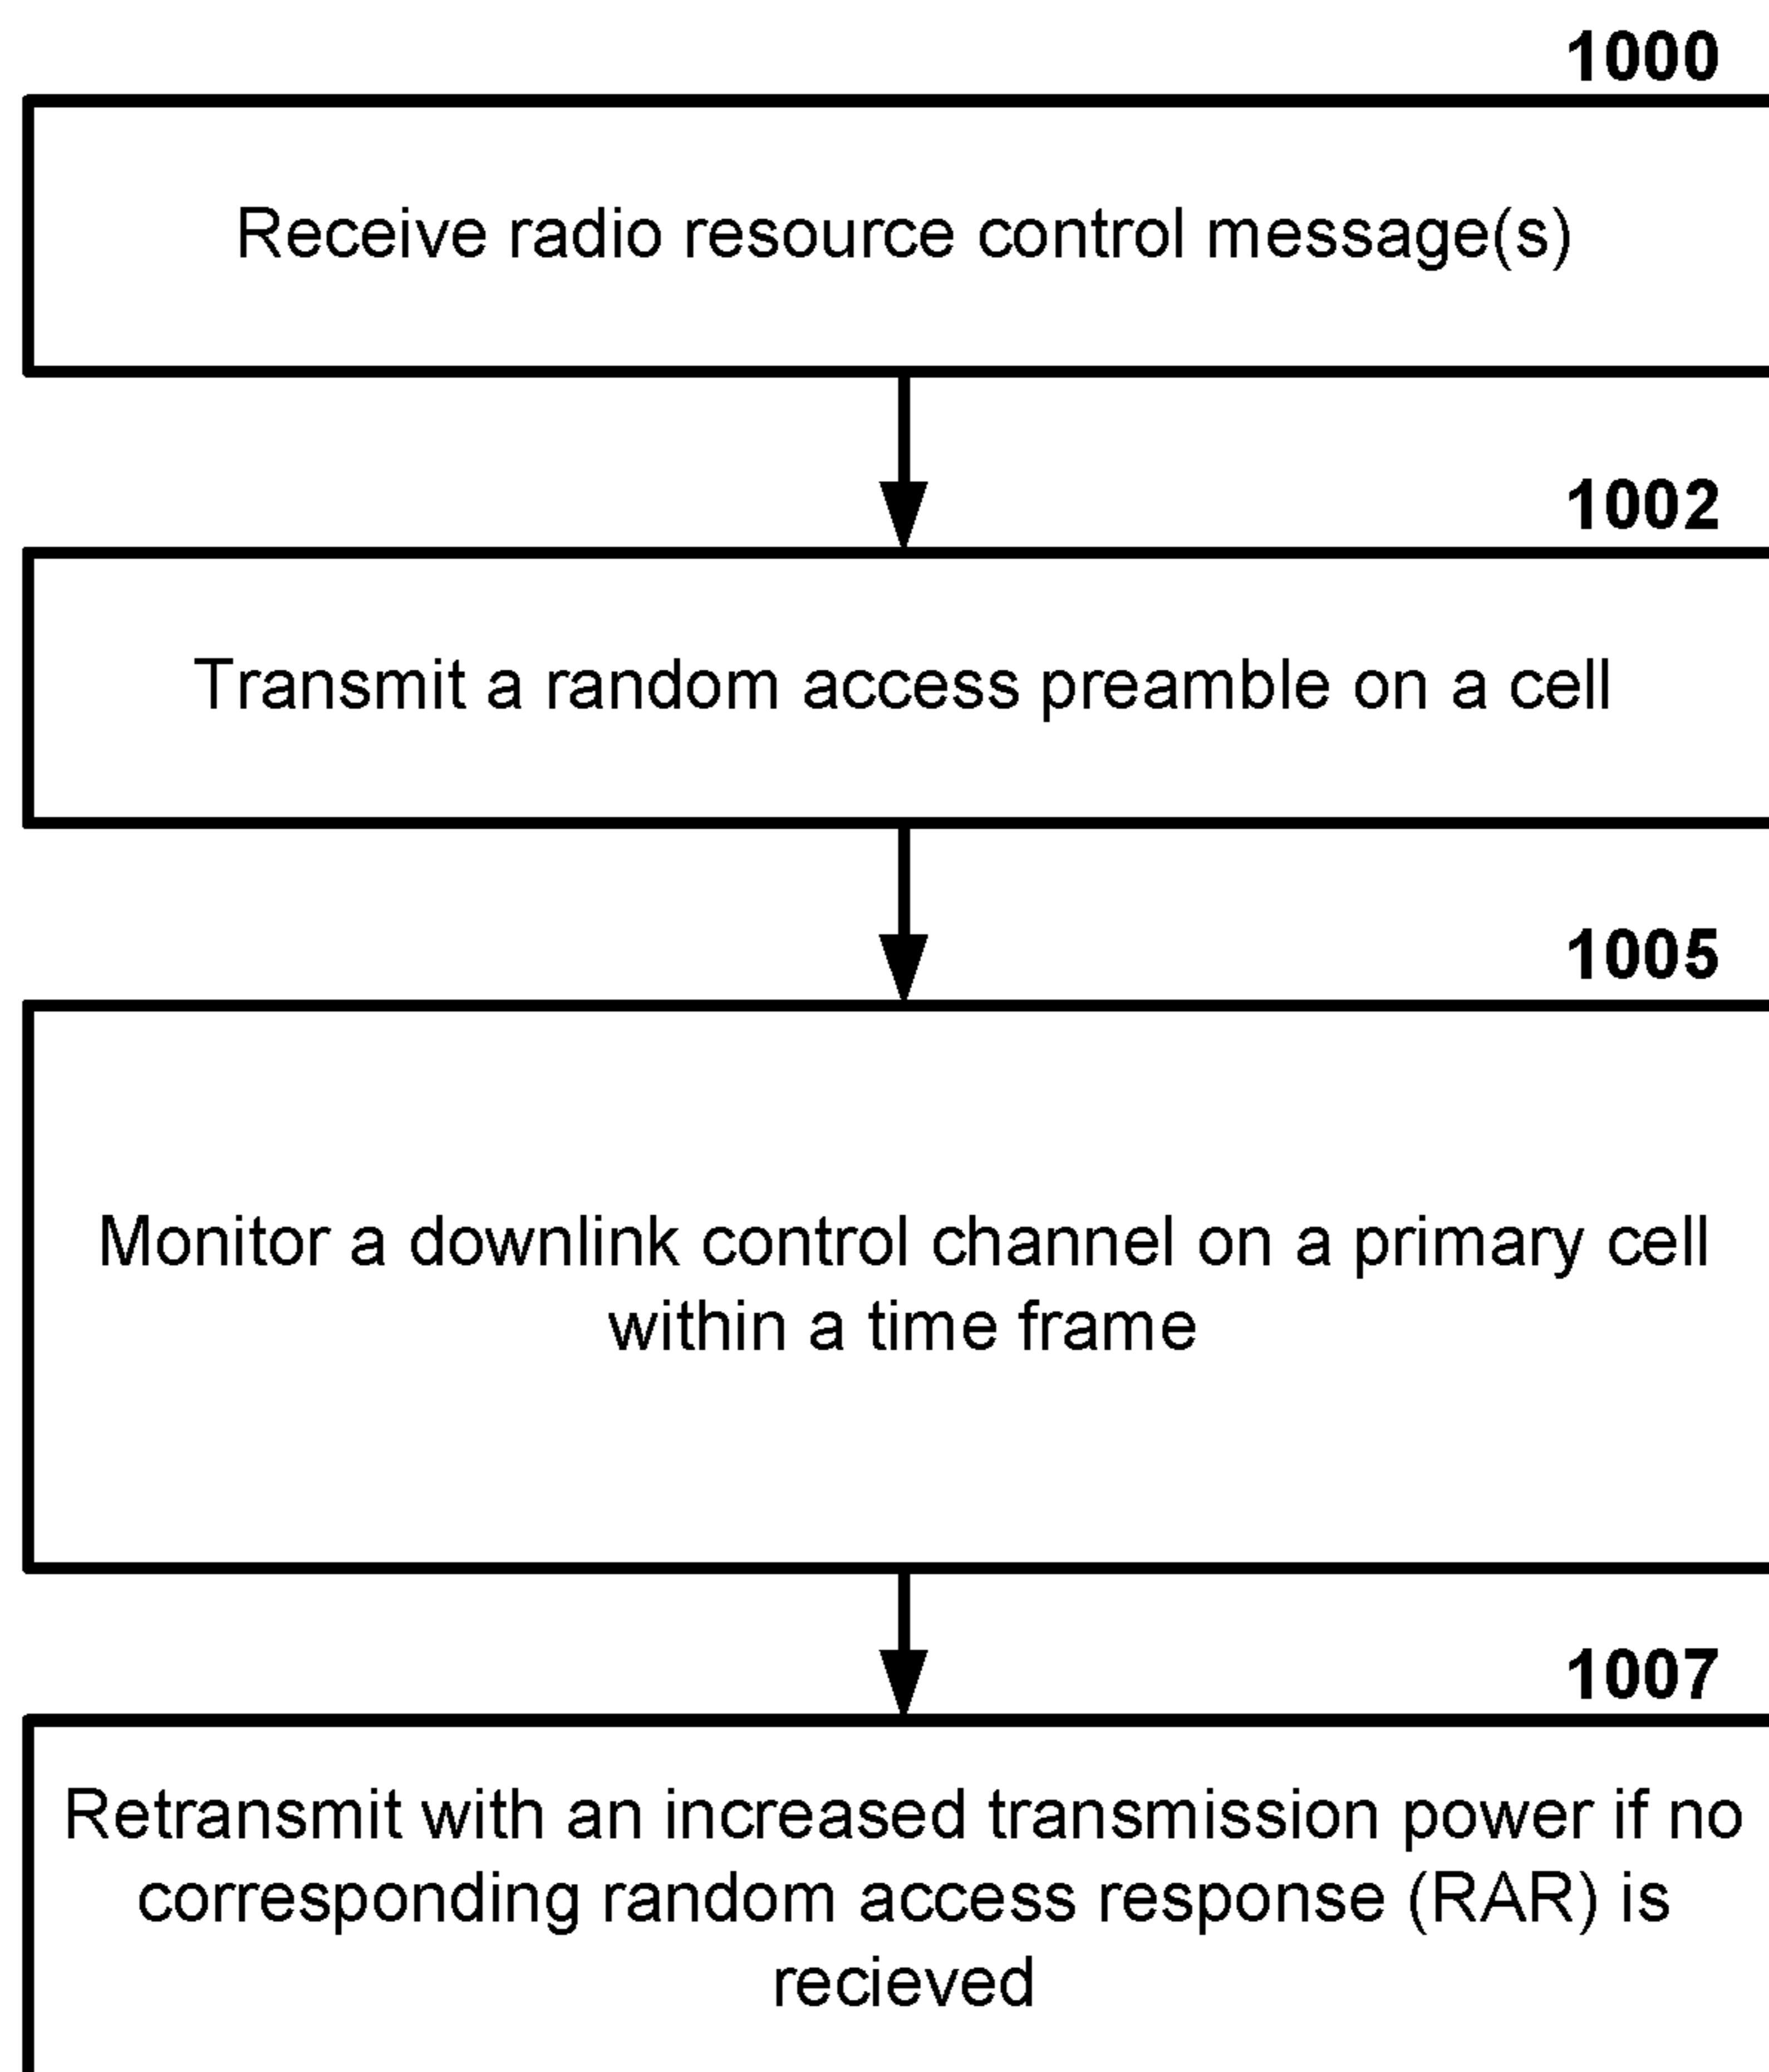 1000
Receive radio resource control message(s)
1002
Transmit a random access preamble on a cell
1005
Monitor a downlink control channel on a primary cell
within a time frame
1007
Retransmit with an increased transmission power if no
corresponding random access response (RAR) is
recieved